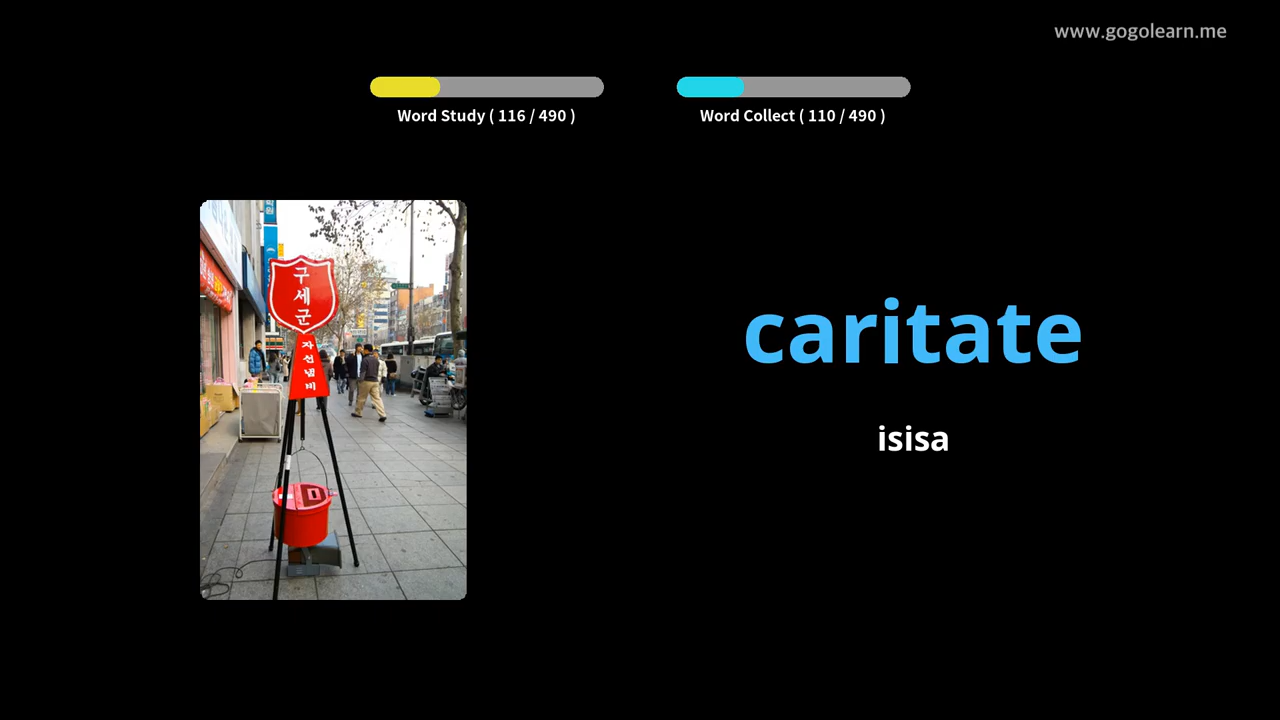 www.gogolearn.me
Word Study ( 116 / 490 )
Word Collect ( 110 / 490 )
구세군
자선냄비
caritate
isisa